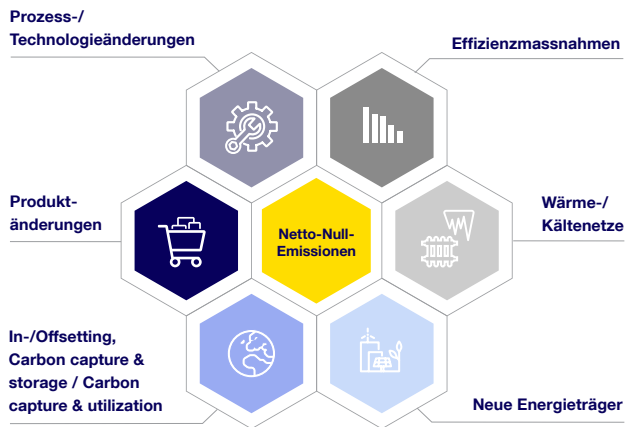 Prozess-/
Technologieänderungen
Effizienzmassnahmen
Produkt-
änderungen
Netto-Null-
Emissionen
Wärme-/
Kältenetze
In-/Offsetting,
Carbon capture &
storage / Carbon
capture & utilization
Neue Energieträger